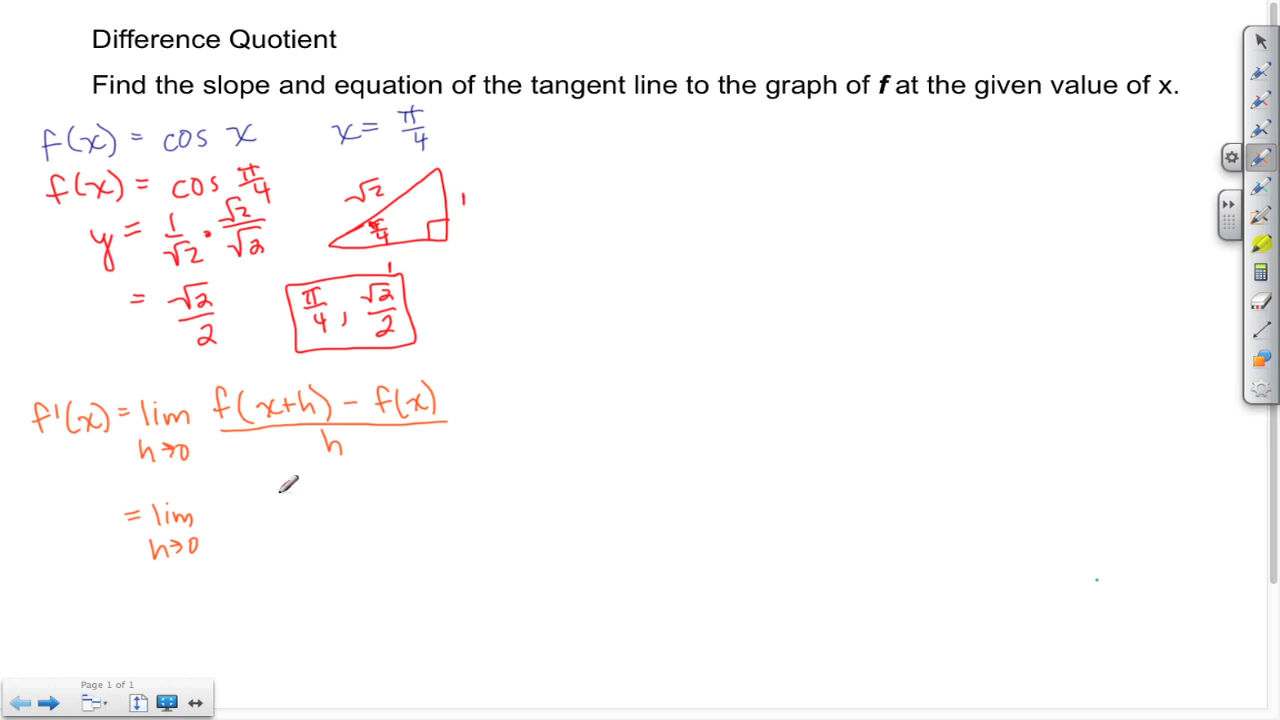 Difference Quotient
Find the slope and equation of the tangent line to the graph of f at the given value of x.
f(x) = cos x    x = π/4
f(x) = cos π/4
y = 1/√2 · √2/√2
= √2/2
√2
1
π/4
1
π/4, √2/2
f'(x) = lim h→0 (f(x+h) − f(x))/h
= lim h→0
Page 1 of 1